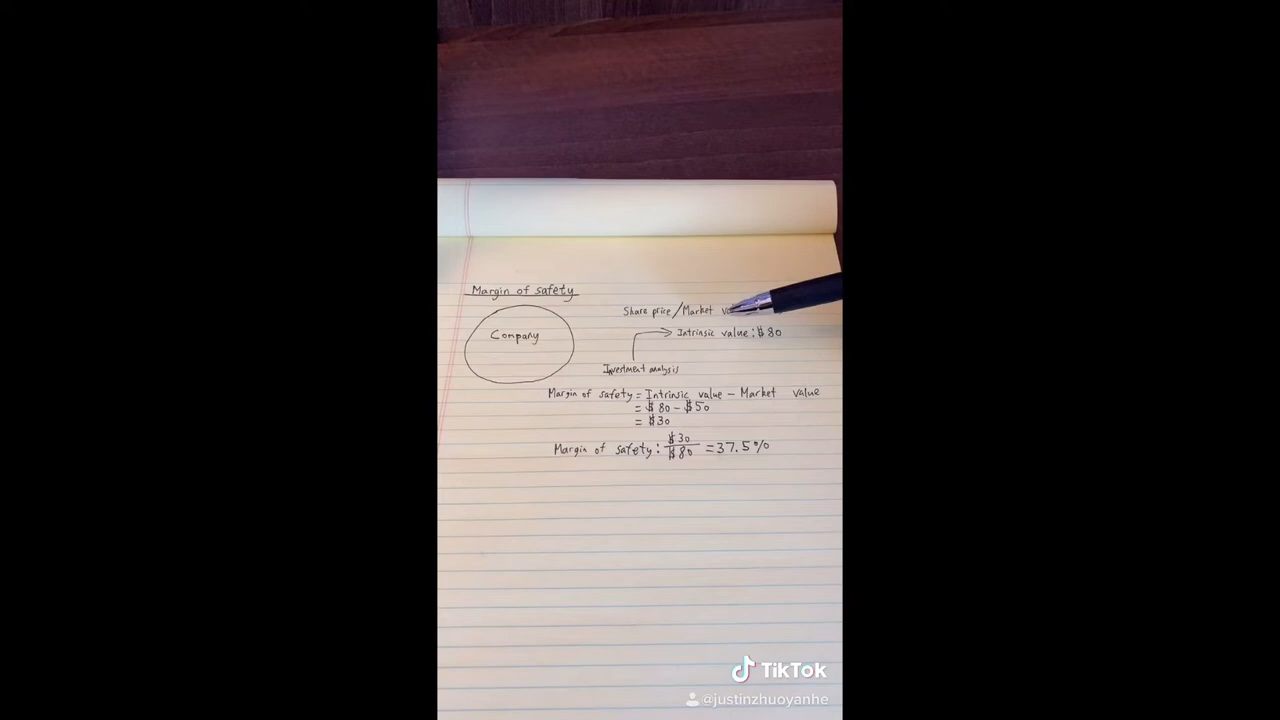 Margin of safety
Company
Share price/Market
Intrinsic value: $80
Investment analysis
Margin of safety = Intrinsic value - Market value
= $80 - $50
= $30
Margin of safety: $30
$80 = 37.5%
TikTok
@justinzhuoyanhe